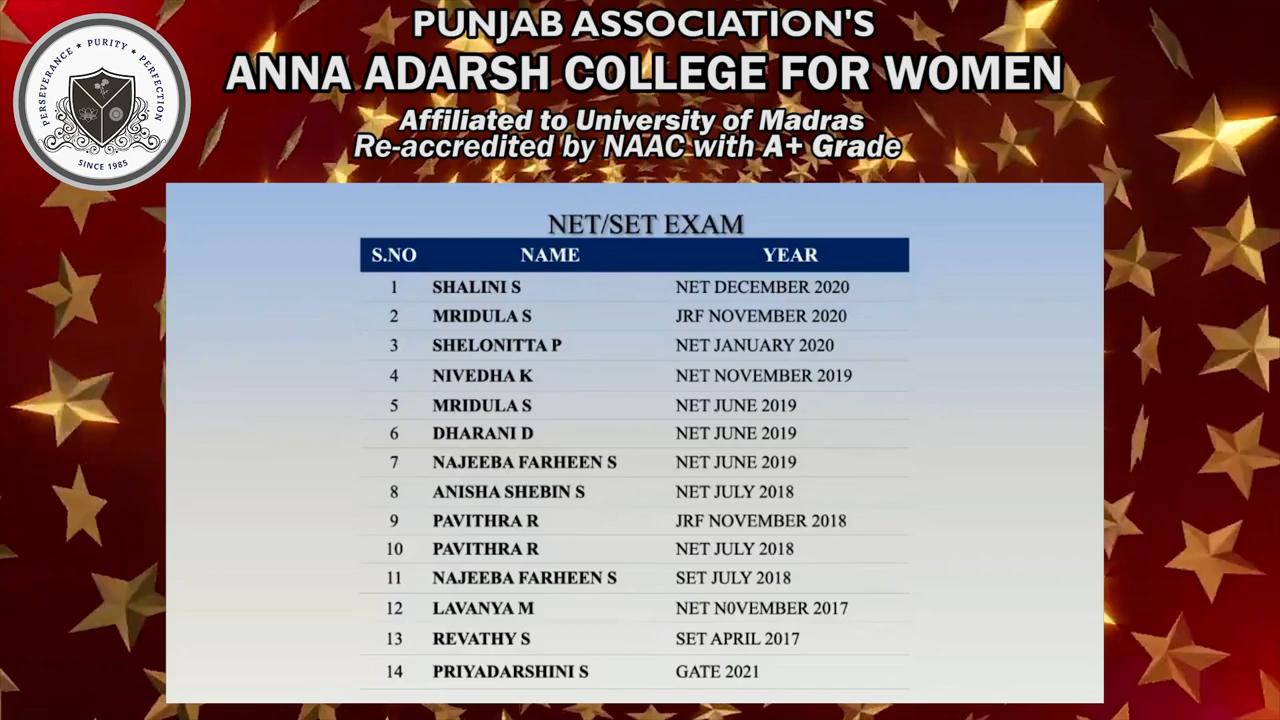 PUNJAB ASSOCIATION'S
ANNA ADARSH COLLEGE FOR WOMEN
Affiliated to University of Madras
Re-accredited by NAAC with A+ Grade
PERSEVERANCE ★ PURITY ★ PERFECTION
SINCE 1985
NET/SET EXAM
S.NO NAME YEAR
1 SHALINI S NET DECEMBER 2020
2 MRIDULA S JRF NOVEMBER 2020
3 SHELONITTA P NET JANUARY 2020
4 NIVEDHA K NET NOVEMBER 2019
5 MRIDULA S NET JUNE 2019
6 DHARANI D NET JUNE 2019
7 NAJEEBA FARHEEN S NET JUNE 2019
8 ANISHA SHEBIN S NET JULY 2018
9 PAVITHRA R JRF NOVEMBER 2018
10 PAVITHRA R NET JULY 2018
11 NAJEEBA FARHEEN S SET JULY 2018
12 LAVANYA M NET N0VEMBER 2017
13 REVATHY S SET APRIL 2017
14 PRIYADARSHINI S GATE 2021